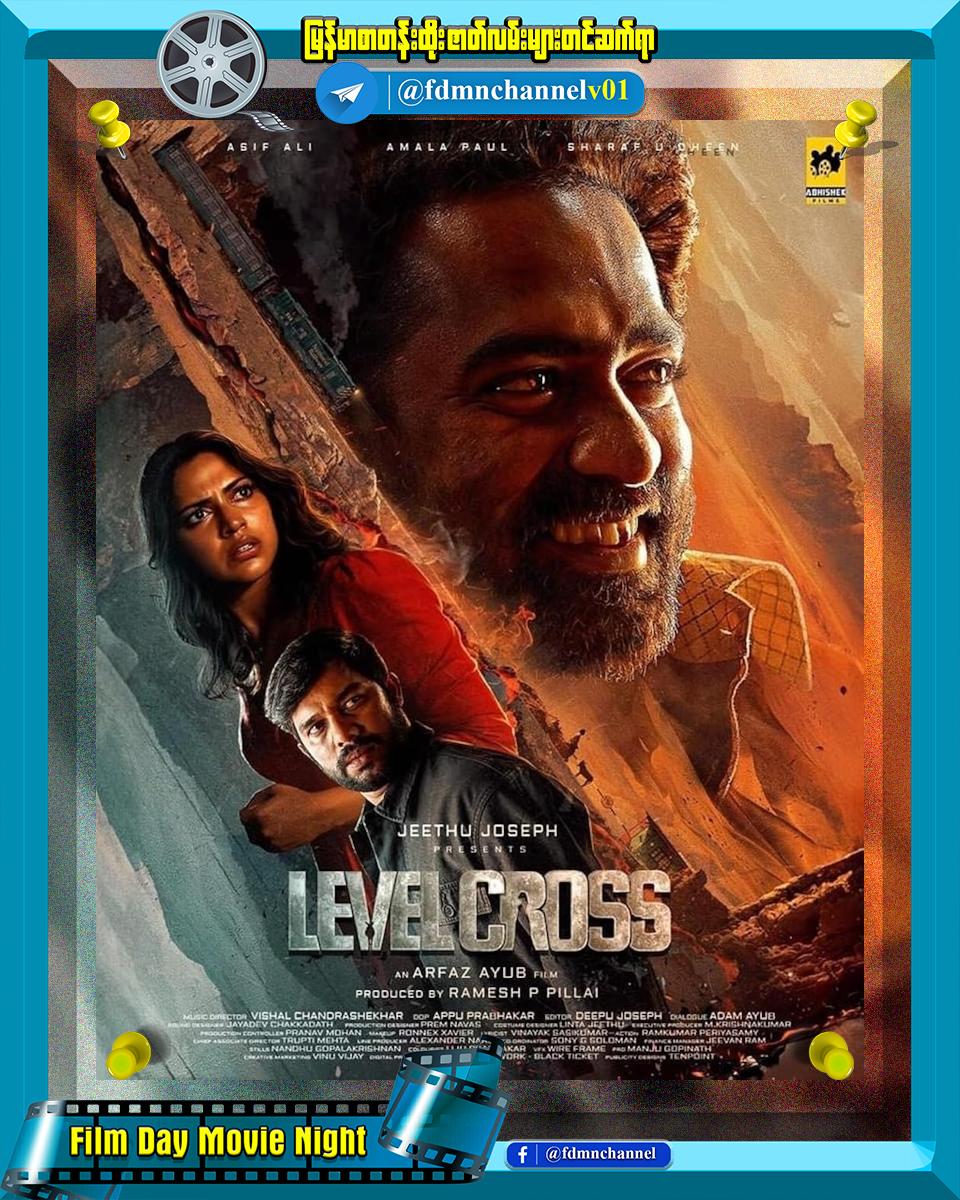 မြန်မာစာတန်းထိုး ဇာတ်လမ်းများတင်ဆက်ရာ
@fdmnchannelv01
ASIF ALI AMALA PAUL SHARAF U DHEEN
ABHISHEK
FILMS
JEETHU JOSEPH
PRESENTS
LEVEL CROSS
AN ARFAZ AYUB FILM
PRODUCED BY RAMESH P PILLAI
MUSIC DIRECTOR VISHAL CHANDRASHEKHAR DOP APPU PRABHAKAR EDITOR DEEPU JOSEPH DIALOGUE ADAM AYUB
SOUND DESIGNER JAYADEV CHAKKADATH PRODUCTION DESIGNER PREM NAVAS COSTUME DESIGNER LINTA JEETHU EXECUTIVE PRODUCER M.KRISHNAKUMAR
PRODUCTION CONTROLLER PRANAV MOHAN MAKEUP RONNEX XAVIER VINAYAK SASIKUMAR ACTION RAMKUMAR PERIYASAMY
CHIEF ASSOCIATE DIRECTOR TRUPTI MEHTA LINE PRODUCER ALEXANDER SONY G SOLOMAN FINANCE MANAGER JEEVAN RAM
STILLS NANDHU GOPALAKRISHNAN VFX WIRE FRAME PRO MANJU GOPINATH
CREATIVE MARKETING VINU VIJAY BLACK TICKET PUBLICITY DESIGNS TENPOINT
Film Day Movie Night
@fdmnchannel